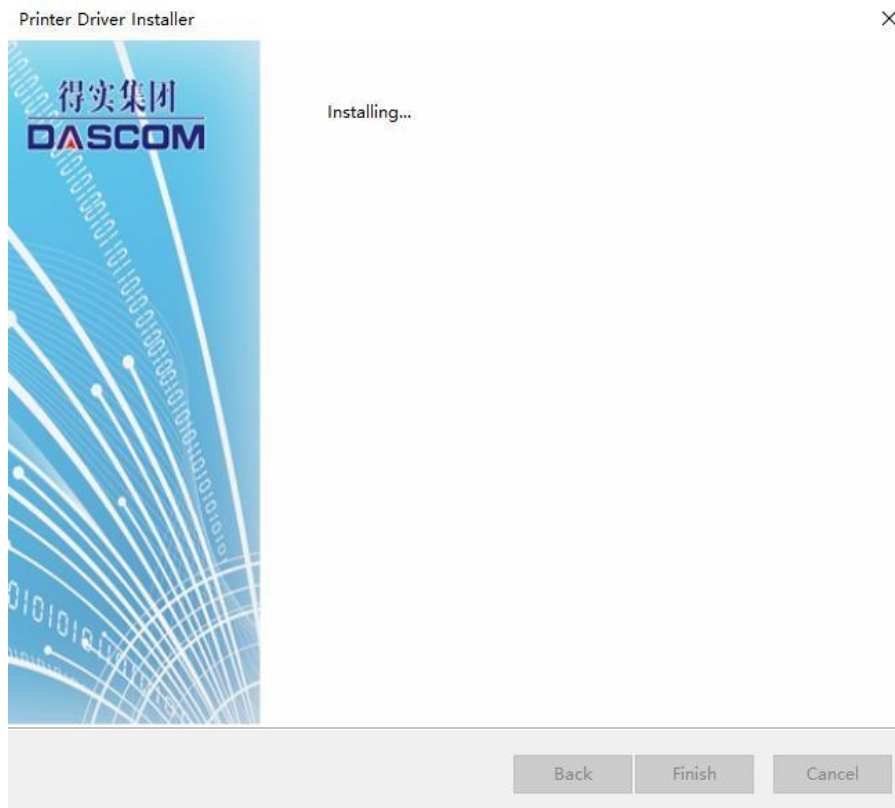 Printer Driver Installer
得实集团
DASCOM
Installing...
Back
Finish
Cancel